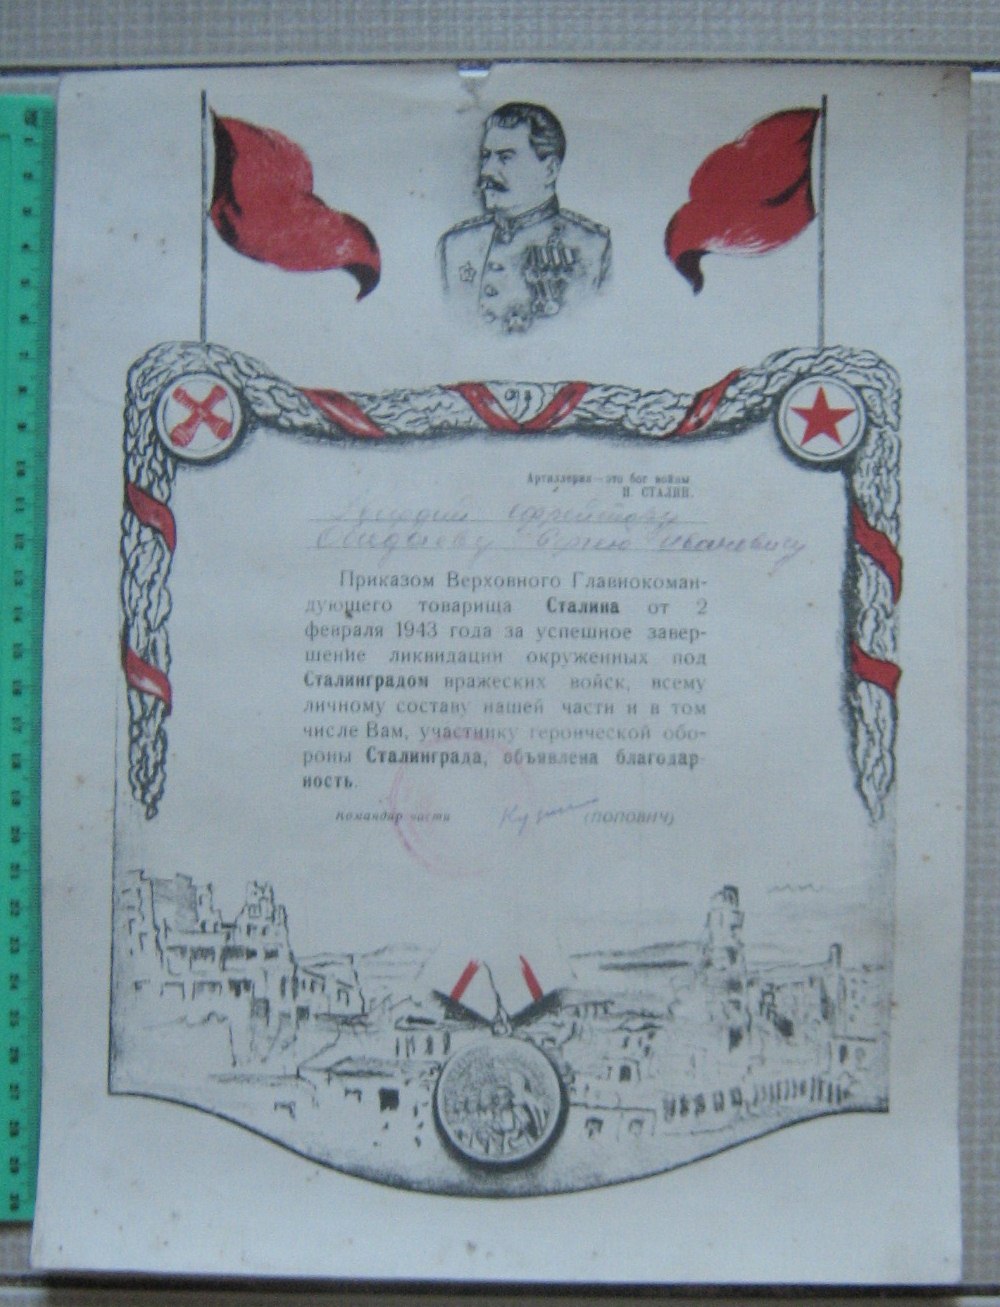 Артиллерия — это бог войны
И. СТАЛИН.
Ивановичу
Приказом Верховного Главнокоман-
дующего товарища Сталина от 2
февраля 1943 года за успешное завер-
шение ликвидации окруженных под
Сталинградом вражеских войск, всему
личному составу нашей части и в том
числе Вам, участнику героической обо-
роны Сталинграда, объявлена благодар-
ность.
командир части (ПОПОВИЧ)